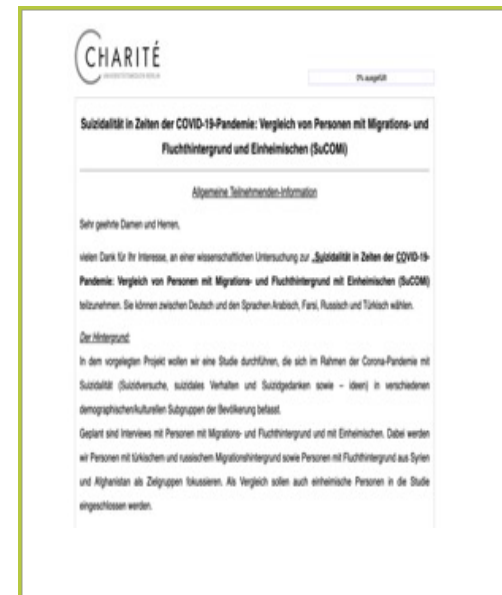 CHARITÉ
UNIVERSITÄTSMEDIZIN BERLIN
0% ausgefüllt
Suizidalität in Zeiten der COVID-19-Pandemie: Vergleich von Personen mit Migrations- und
Fluchthintergrund und Einheimischen (SuCOMI)
Allgemeine Teilnehmenden-Information
Sehr geehrte Damen und Herren,
vielen Dank für Ihr Interesse, an einer wissenschaftlichen Untersuchung zur „Suizidalität in Zeiten der COVID-19-
Pandemie: Vergleich von Personen mit Migrations- und Fluchthintergrund mit Einheimischen (SuCOMI)
teilzunehmen. Sie können zwischen Deutsch und den Sprachen Arabisch, Farsi, Russisch und Türkisch wählen.
Der Hintergrund:
In dem vorgelegten Projekt wollen wir eine Studie durchführen, die sich im Rahmen der Corona-Pandemie mit
Suizidalität (Suizidversuche, suizidales Verhalten und Suizidgedanken sowie – ideen) in verschiedenen
demographischen/kulturellen Subgruppen der Bevölkerung befasst.
Geplant sind Interviews mit Personen mit Migrations- und Fluchthintergrund und mit Einheimischen. Dabei werden
wir Personen mit türkischem und russischem Migrationshintergrund sowie Personen mit Fluchthintergrund aus Syrien
und Afghanistan als Zielgruppen fokussieren. Als Vergleich sollen auch einheimische Personen in die Studie
eingeschlossen werden.